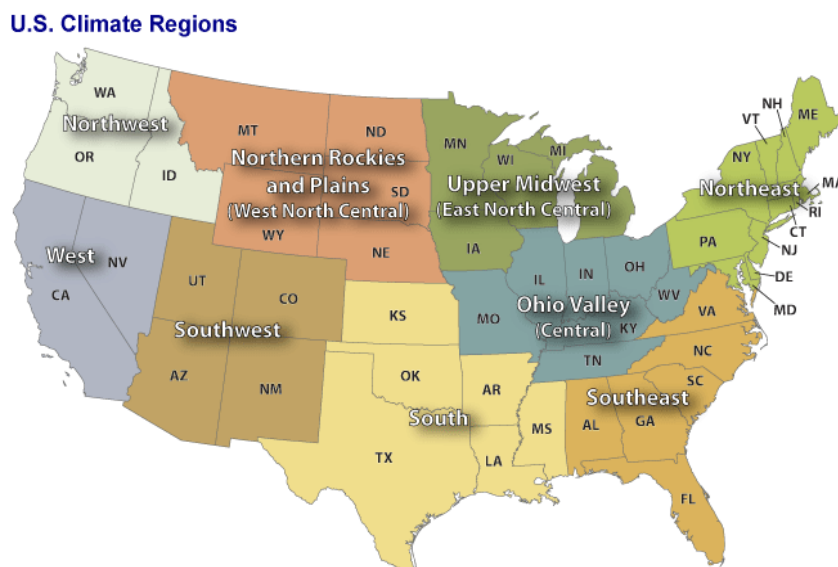 U.S. Climate Regions
WA
Northwest
OR
ID
MT
ND
Northern Rockies
and Plains
(West North Central)
SD
WY
NE
MN
WI
MI
Upper Midwest
(East North Central)
IA
VT
NH
ME
NY
Northeast
MA
RI
CT
PA
NJ
DE
MD
West
NV
CA
UT
CO
Southwest
AZ
NM
KS
OK
AR
South
TX
LA
MS
IL
IN
OH
WV
Ohio Valley
(Central)
MO
KY
TN
VA
NC
SC
Southeast
AL
GA
FL